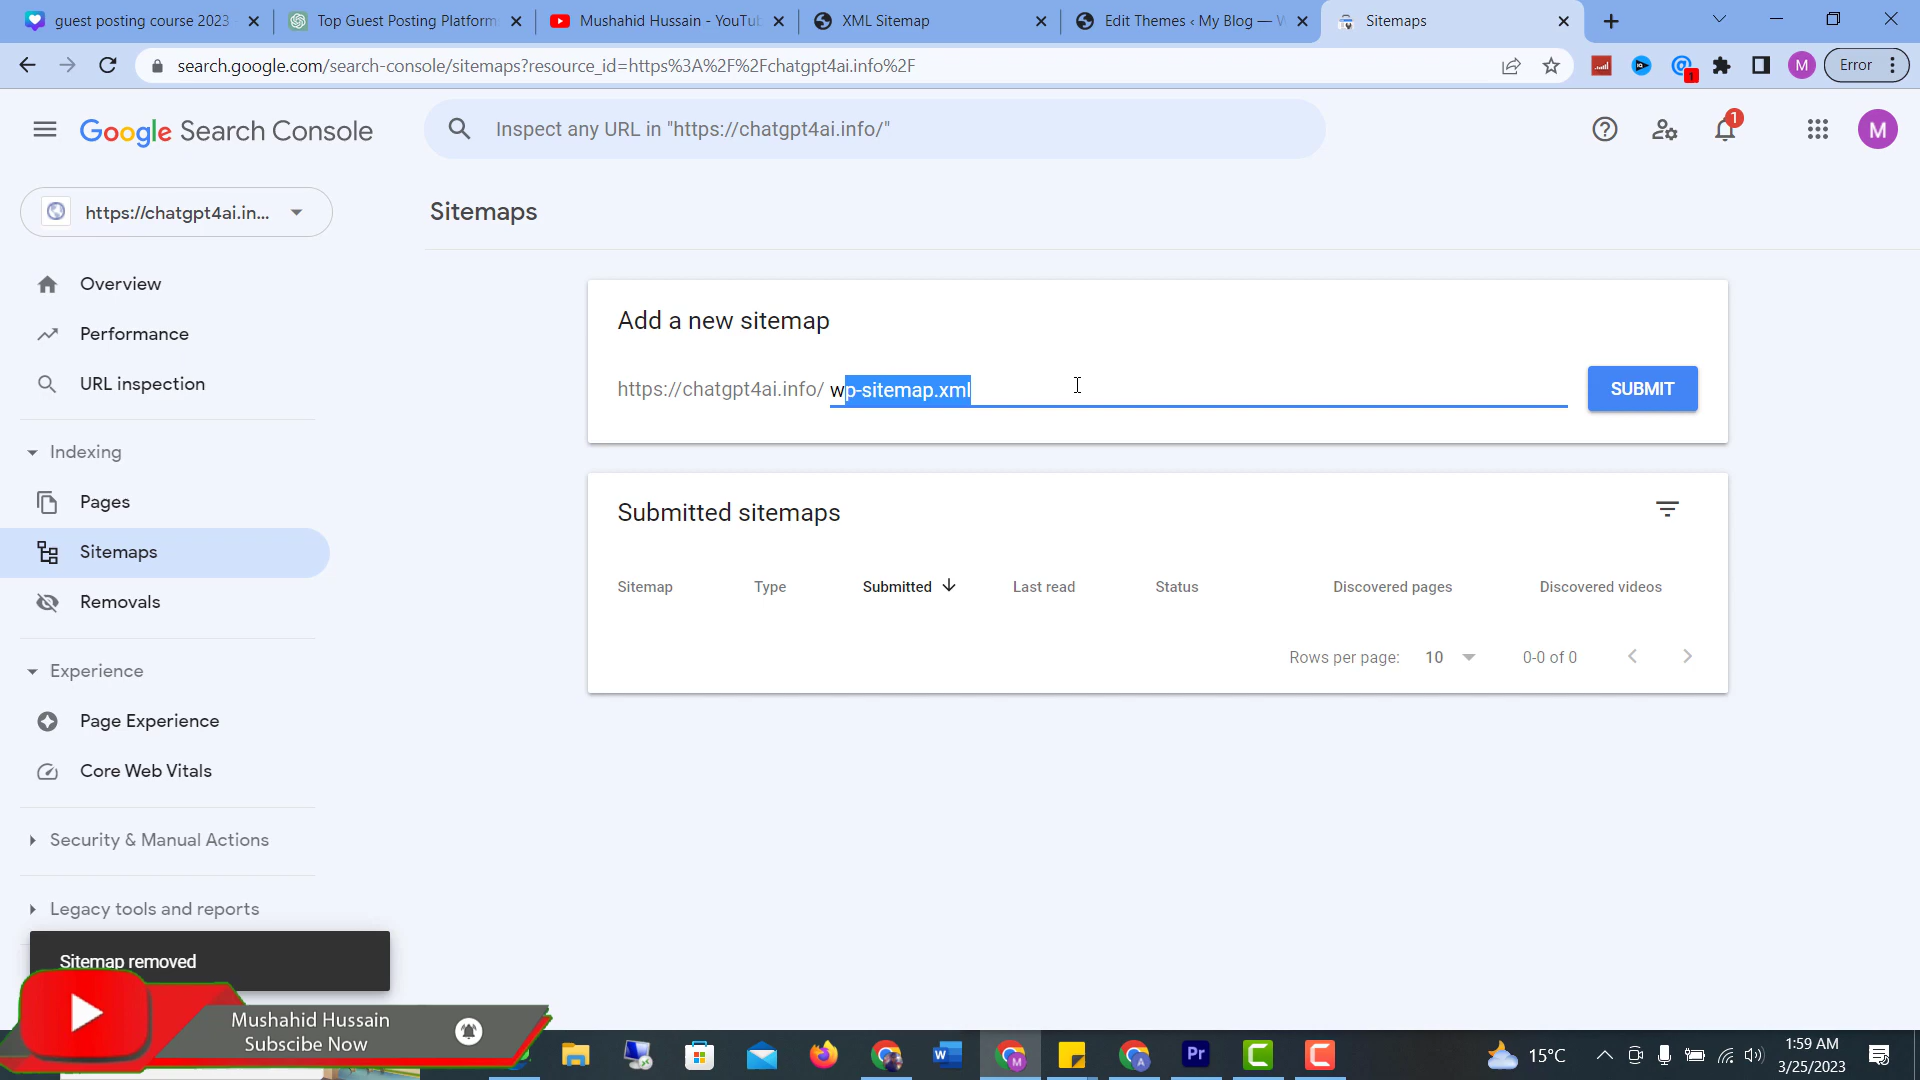 guest posting course 2023
Top Guest Posting Platform
Mushahid Hussain - YouTu
XML Sitemap
Edit Themes ‹ My Blog — W
Sitemaps
search.google.com/search-console/sitemaps?resource_id=https%3A%2F%2Fchatgpt4ai.info%2F
1
M
Error
Google Search Console
Inspect any URL in "https://chatgpt4ai.info/"
1
M
https://chatgpt4ai.in...
Sitemaps
Overview
Performance
URL inspection
Indexing
Pages
Sitemaps
Removals
Experience
Page Experience
Core Web Vitals
Security & Manual Actions
Legacy tools and reports
Add a new sitemap
https://chatgpt4ai.info/ wp-sitemap.xml
SUBMIT
Submitted sitemaps
Sitemap Type Submitted Last read Status Discovered pages Discovered videos
Rows per page: 10 0-0 of 0
Sitemap removed
Mushahid Hussain
Subscibe Now
15°C
1:59 AM
3/25/2023